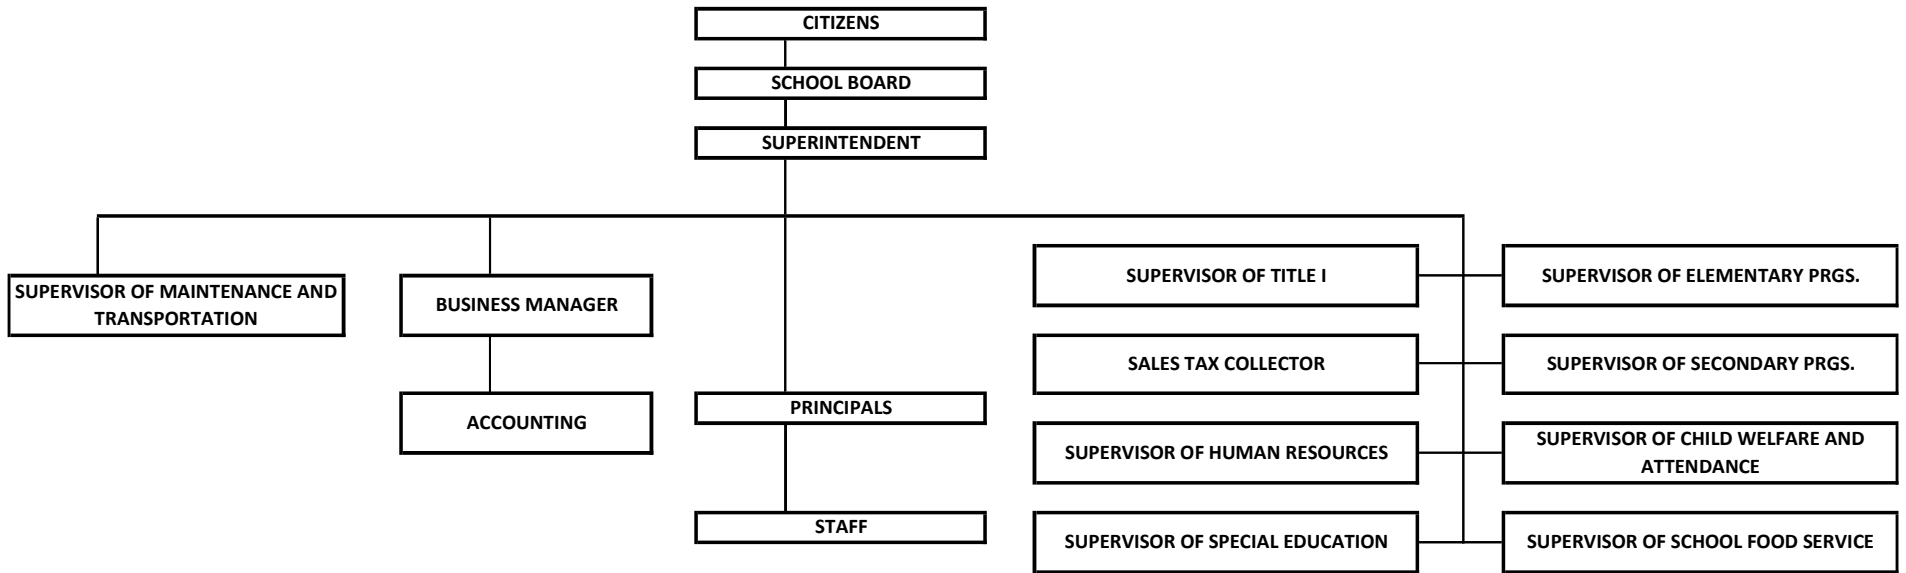 CITIZENS
SCHOOL BOARD
SUPERINTENDENT
SUPERVISOR OF MAINTENANCE AND
TRANSPORTATION
BUSINESS MANAGER
ACCOUNTING
PRINCIPALS
STAFF
SUPERVISOR OF TITLE I
SUPERVISOR OF ELEMENTARY PRGS.
SALES TAX COLLECTOR
SUPERVISOR OF SECONDARY PRGS.
SUPERVISOR OF HUMAN RESOURCES
SUPERVISOR OF CHILD WELFARE AND
ATTENDANCE
SUPERVISOR OF SPECIAL EDUCATION
SUPERVISOR OF SCHOOL FOOD SERVICE